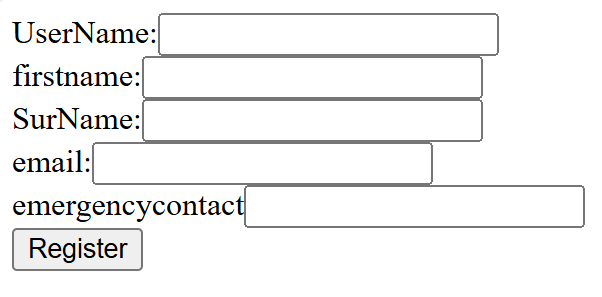 UserName:
firstname:
SurName:
email:
emergencycontact
Register